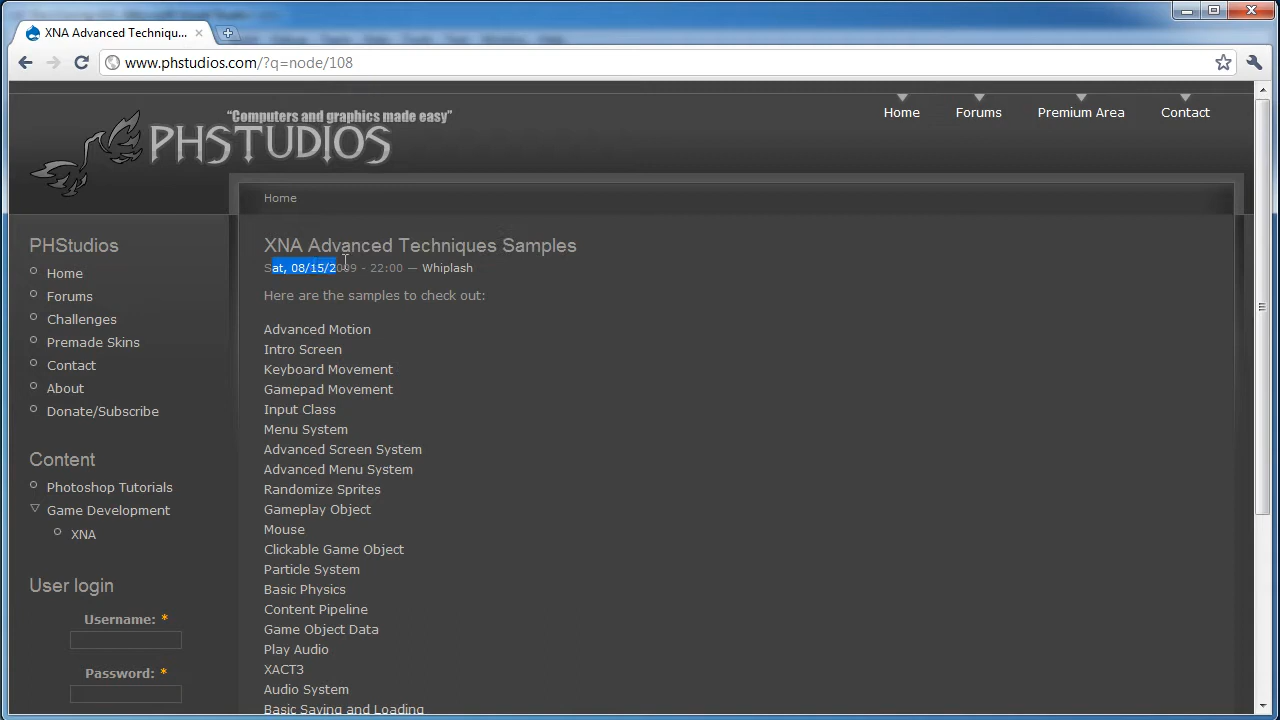 XNA Advanced Techniqu...
www.phstudios.com/?q=node/108
"Computers and graphics made easy"
PHSTUDIOS
Home
Forums
Premium Area
Contact
Home
PHStudios
Home
Forums
Challenges
Premade Skins
Contact
About
Donate/Subscribe
Content
Photoshop Tutorials
Game Development
XNA
User login
Username: *
Password: *
XNA Advanced Techniques Samples
Sat, 08/15/2009 - 22:00 — Whiplash
Here are the samples to check out:
Advanced Motion
Intro Screen
Keyboard Movement
Gamepad Movement
Input Class
Menu System
Advanced Screen System
Advanced Menu System
Randomize Sprites
Gameplay Object
Mouse
Clickable Game Object
Particle System
Basic Physics
Content Pipeline
Game Object Data
Play Audio
XACT3
Audio System
Basic Saving and Loading